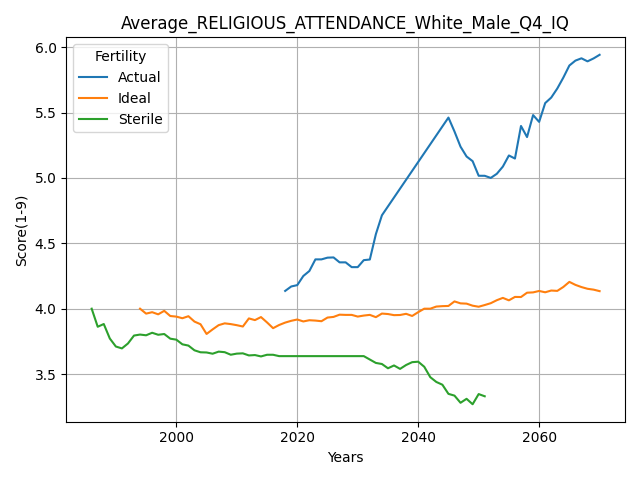 Average_RELIGIOUS_ATTENDANCE_White_Male_Q4_IQ
Fertility
Actual
Ideal
Sterile
Score(1-9)
6.0
5.5
5.0
4.5
4.0
3.5
2000 2020 2040 2060
Years